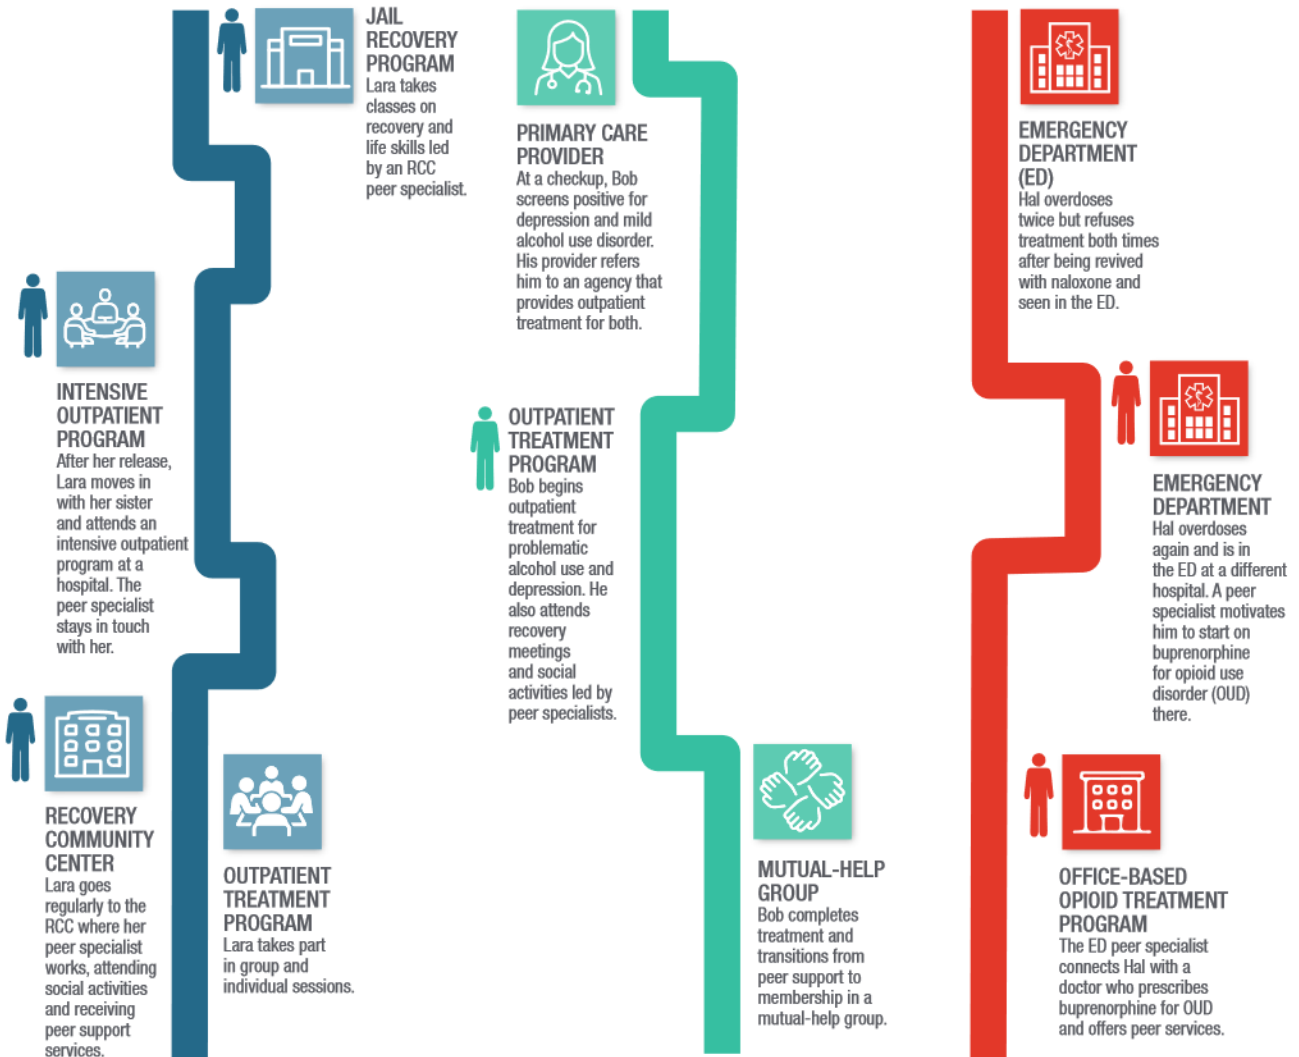 JAIL
RECOVERY
PROGRAM
Lara takes
classes on
recovery and
life skills led
by an RCC
peer specialist.
INTENSIVE
OUTPATIENT
PROGRAM
After her release,
Lara moves in
with her sister
and attends an
intensive outpatient
program at a
hospital. The
peer specialist
stays in touch
with her.
RECOVERY
COMMUNITY
CENTER
Lara goes
regularly to the
RCC where her
peer specialist
works, attending
social activities
and receiving
peer support
services.
OUTPATIENT
TREATMENT
PROGRAM
Lara takes part
in group and
individual sessions.
PRIMARY CARE
PROVIDER
At a checkup, Bob
screens positive for
depression and mild
alcohol use disorder.
His provider refers
him to an agency that
provides outpatient
treatment for both.
OUTPATIENT
TREATMENT
PROGRAM
Bob begins
outpatient
treatment for
problematic
alcohol use and
depression. He
also attends
recovery
meetings
and social
activities led by
peer specialists.
MUTUAL-HELP
GROUP
Bob completes
treatment and
transitions from
peer support to
membership in a
mutual-help group.
EMERGENCY
DEPARTMENT
(ED)
Hal overdoses
twice but refuses
treatment both times
after being revived
with naloxone and
seen in the ED.
EMERGENCY
DEPARTMENT
Hal overdoses
again and is in
the ED at a different
hospital. A peer
specialist motivates
him to start on
buprenorphine
for opioid use
disorder (OUD)
there.
OFFICE-BASED
OPIOID TREATMENT
PROGRAM
The ED peer specialist
connects Hal with a
doctor who prescribes
buprenorphine for OUD
and offers peer services.